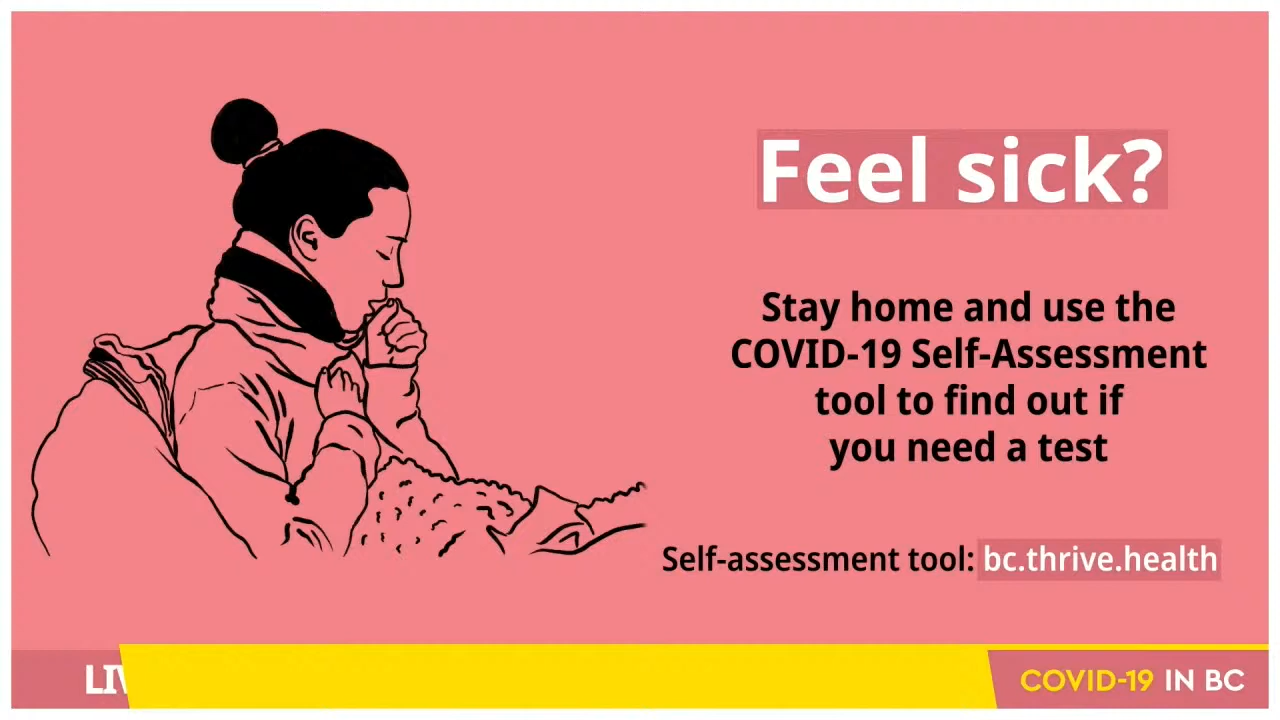 Feel sick?
Stay home and use the
COVID-19 Self-Assessment
tool to find out if
you need a test
Self-assessment tool: bc.thrive.health
COVID-19 IN BC